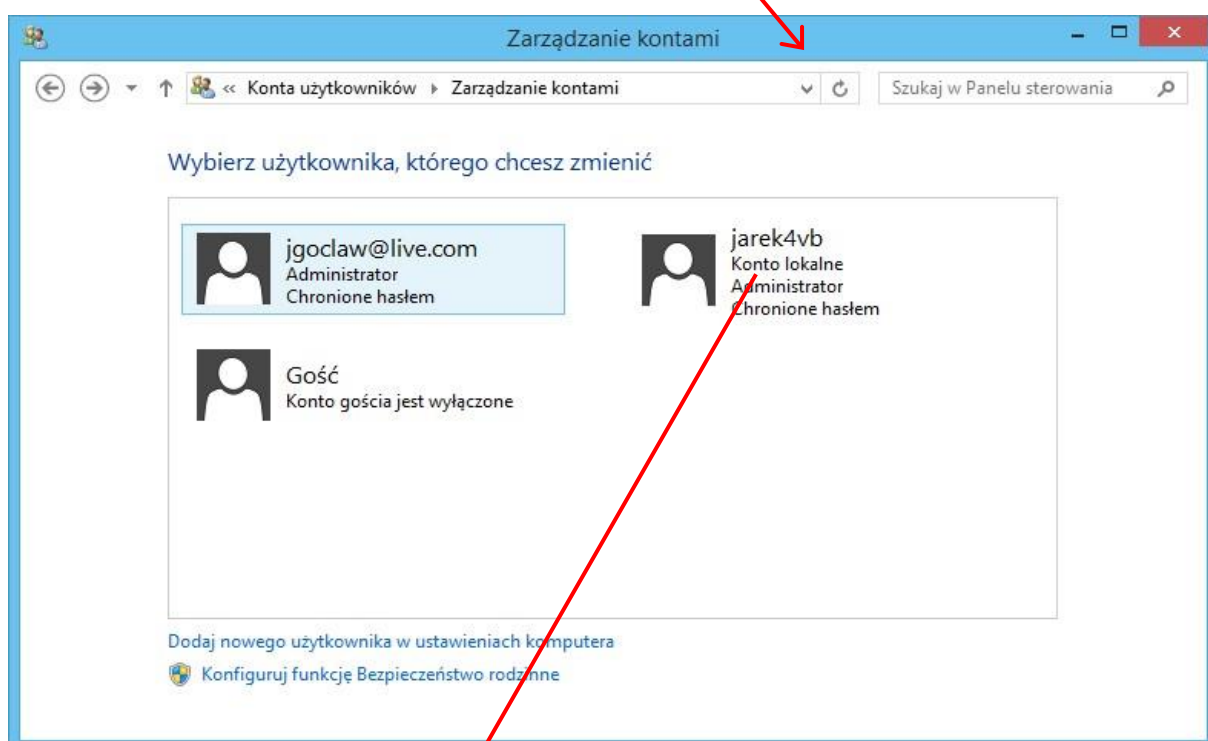 Zarządzanie kontami
« Konta użytkowników Zarządzanie kontami
Szukaj w Panelu sterowania
Wybierz użytkownika, którego chcesz zmienić
jgoclaw@live.com
Administrator
Chronione hasłem
jarek4vb
Konto lokalne
Administrator
Chronione hasłem
Gość
Konto gościa jest wyłączone
Dodaj nowego użytkownika w ustawieniach komputera
Konfiguruj funkcję Bezpieczeństwo rodzinne